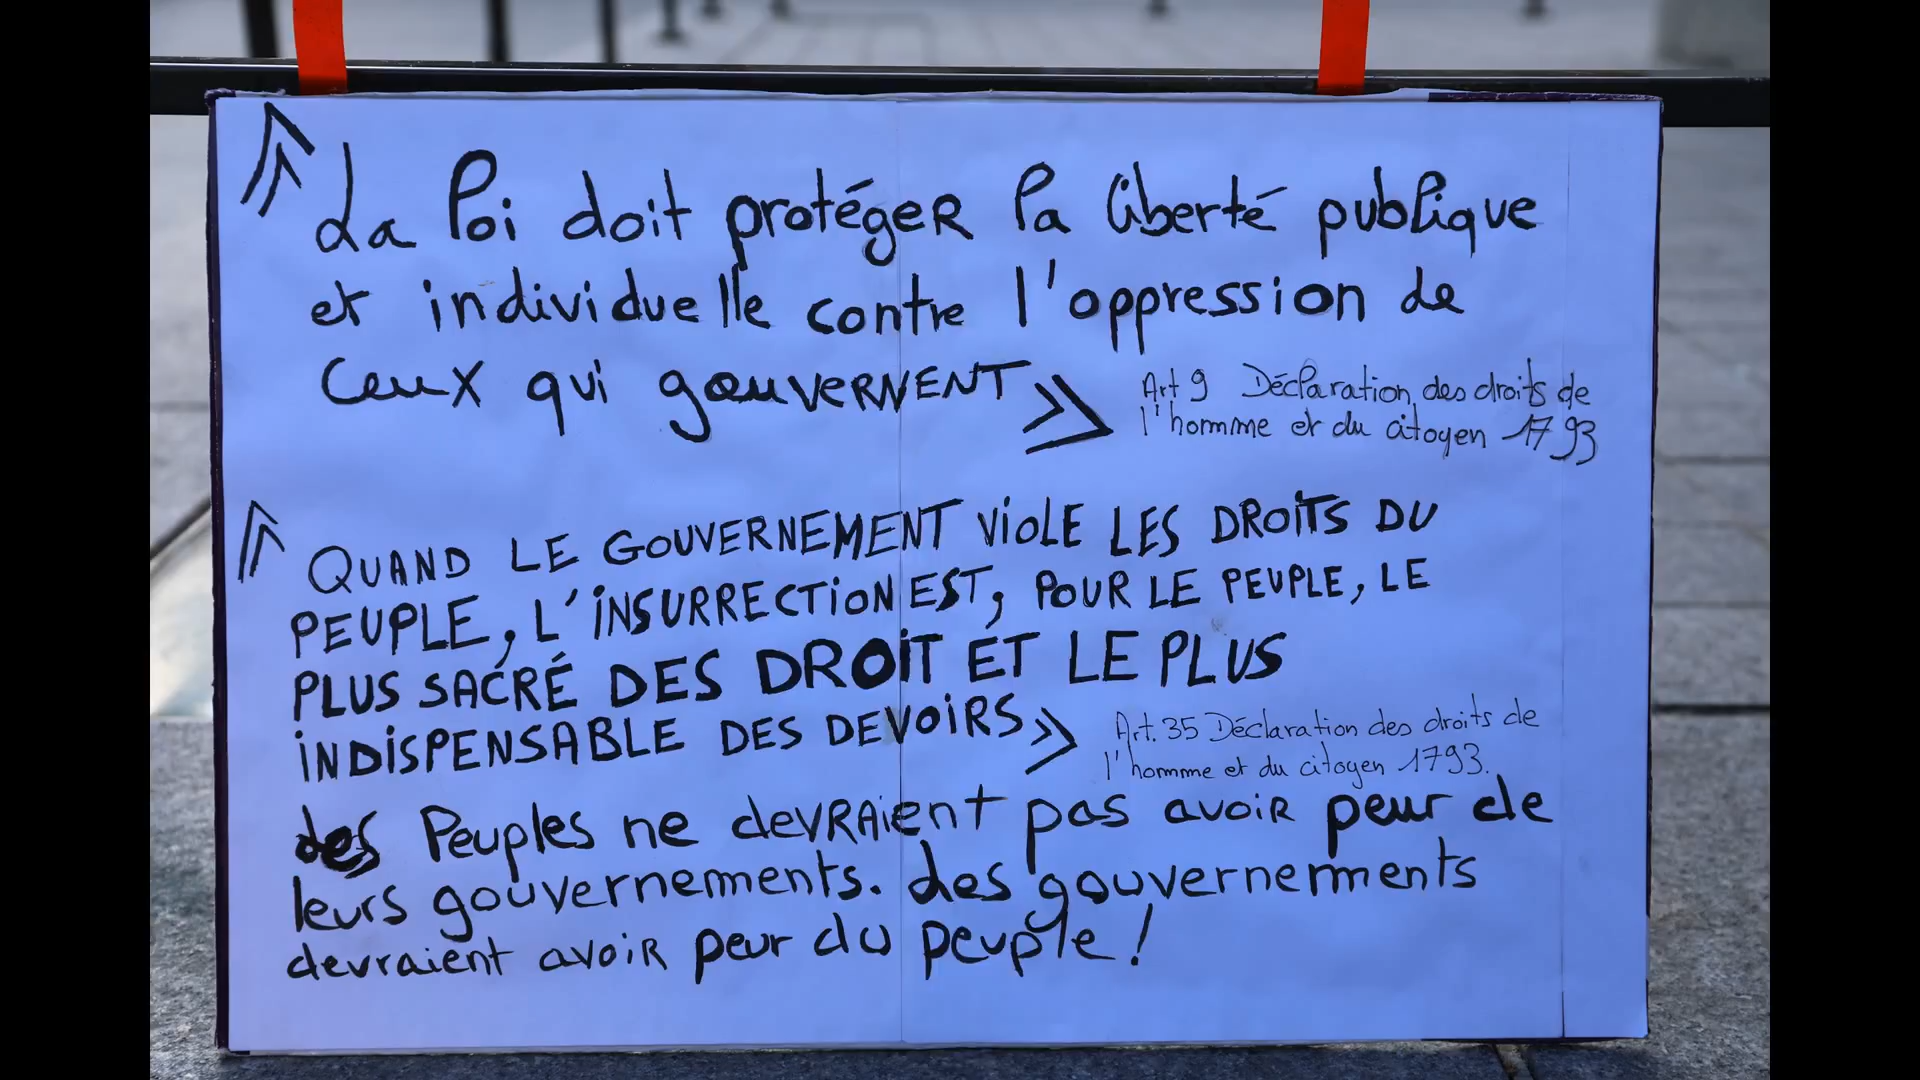 « La loi doit protéger la liberté publique
et individuelle contre l'oppression de
ceux qui gouvernent »
Art 9 Déclaration des droits de
l'homme et du citoyen 1793
« QUAND LE GOUVERNEMENT ViOLE LES DROiTS DU
PEUPLE, L'iNSURRECTiON EST, POUR LE PEUPLE, LE
PLUS SACRÉ DES DROiT ET LE PLUS
iNDiSPENSABLE DES DEVOiRS »
Art. 35 Déclaration des droits de
l'homme et du citoyen 1793.
des Peuples ne devraient pas avoir peur de
leurs gouvernements. des gouvernements
devraient avoir peur du peuple !